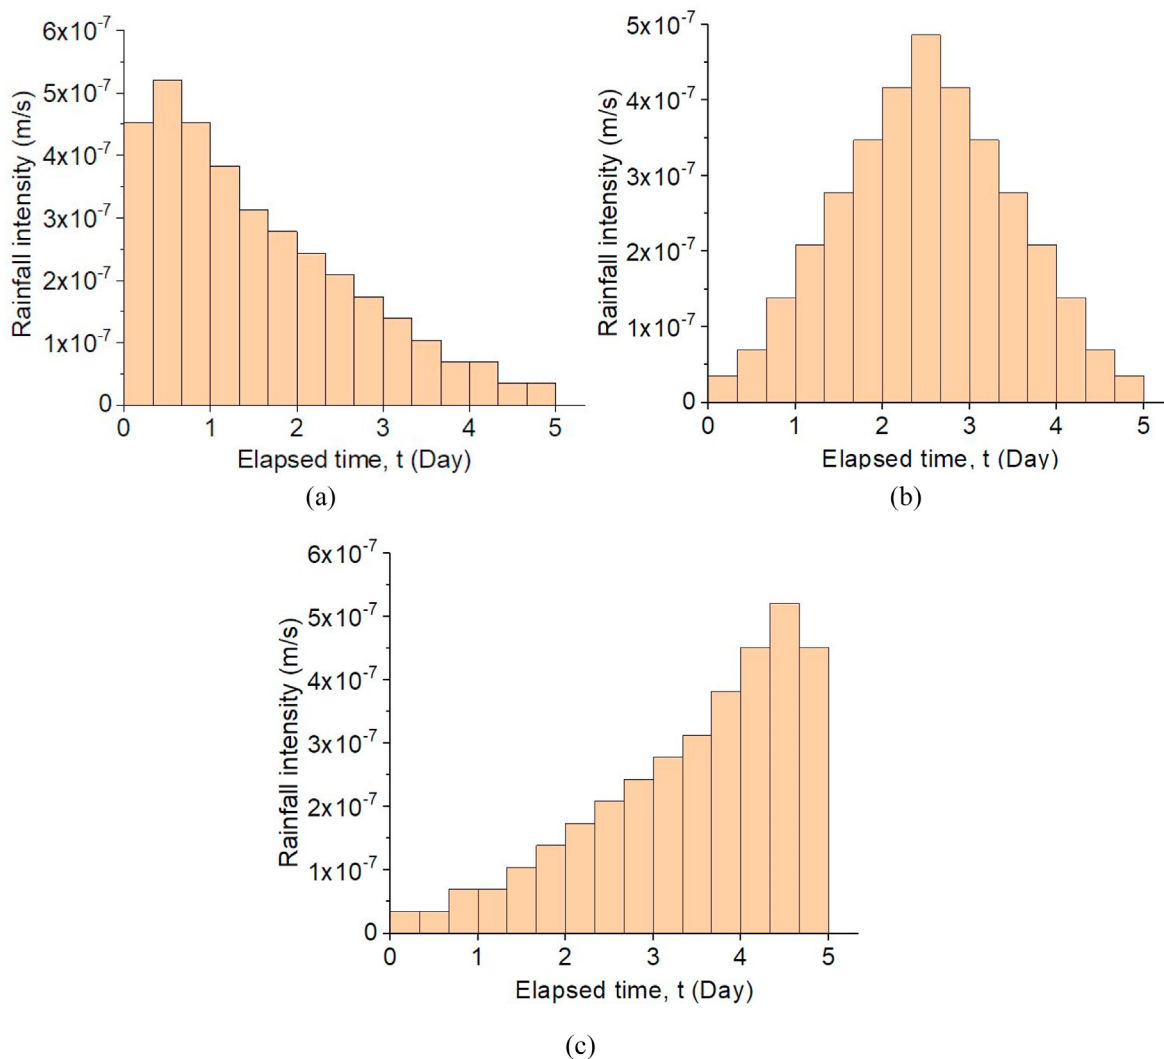 6x10-7
5x10-7
4x10-7
3x10-7
2x10-7
1x10-7
0
Rainfall intensity (m/s)
0 1 2 3 4 5
Elapsed time, t (Day)
(a)
5x10-7
4x10-7
3x10-7
2x10-7
1x10-7
0
Rainfall intensity (m/s)
0 1 2 3 4 5
Elapsed time, t (Day)
(b)
6x10-7
5x10-7
4x10-7
3x10-7
2x10-7
1x10-7
0
Rainfall intensity (m/s)
0 1 2 3 4 5
Elapsed time, t (Day)
(c)